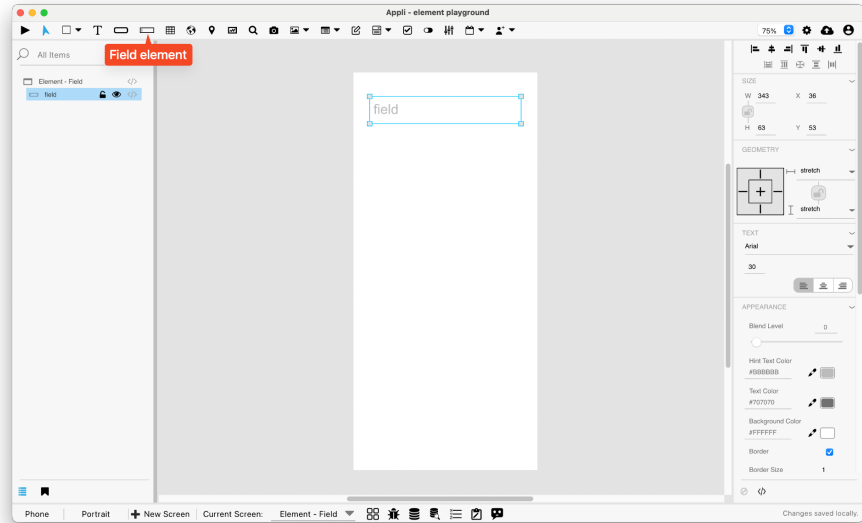 Appli - element playground
T
75%
Field element
All Items
Element - Field
field
field
SIZE
W 343 X 36
H 63 Y 53
GEOMETRY
stretch
stretch
TEXT
Arial
30
APPEARANCE
Blend Level 0
Hint Text Color
#BBBBBB
Text Color
#707070
Background Color
#FFFFFF
Border
Border Size 1
Phone Portrait New Screen Current Screen: Element - Field
Changes saved locally.